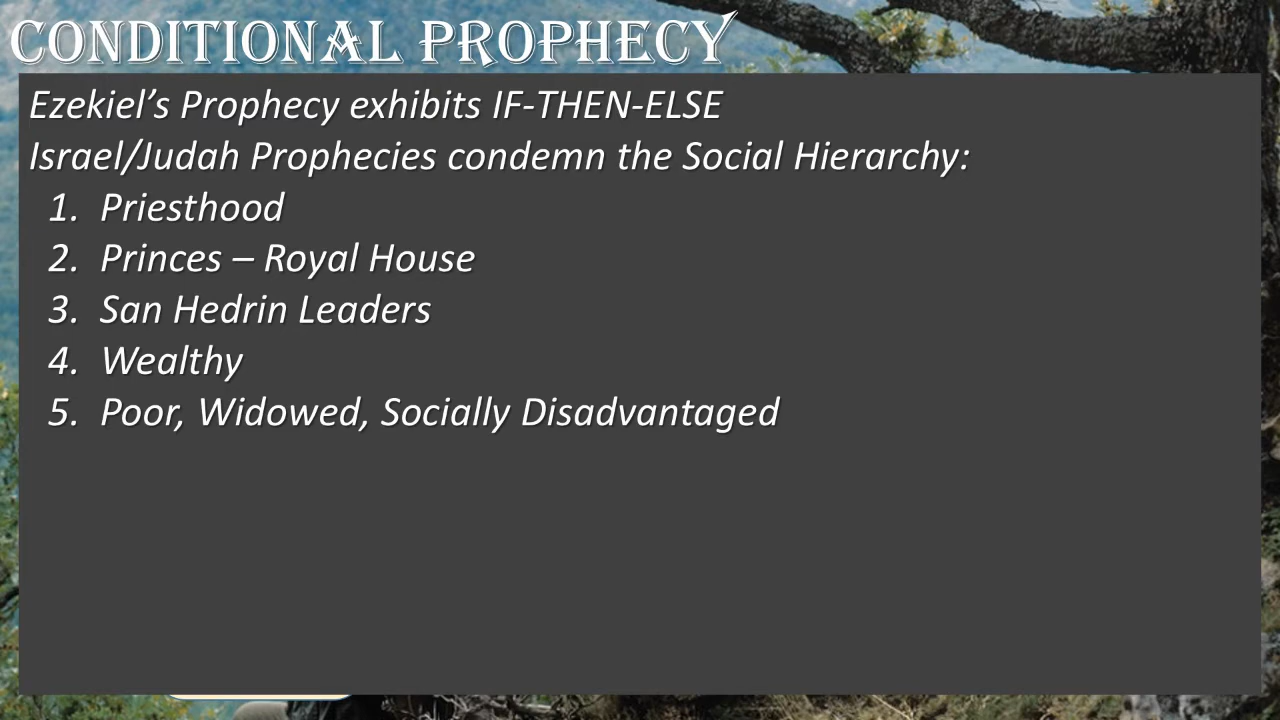 CONDITIONAL PROPHECY
Ezekiel’s Prophecy exhibits IF-THEN-ELSE
Israel/Judah Prophecies condemn the Social Hierarchy:
1. Priesthood
2. Princes – Royal House
3. San Hedrin Leaders
4. Wealthy
5. Poor, Widowed, Socially Disadvantaged